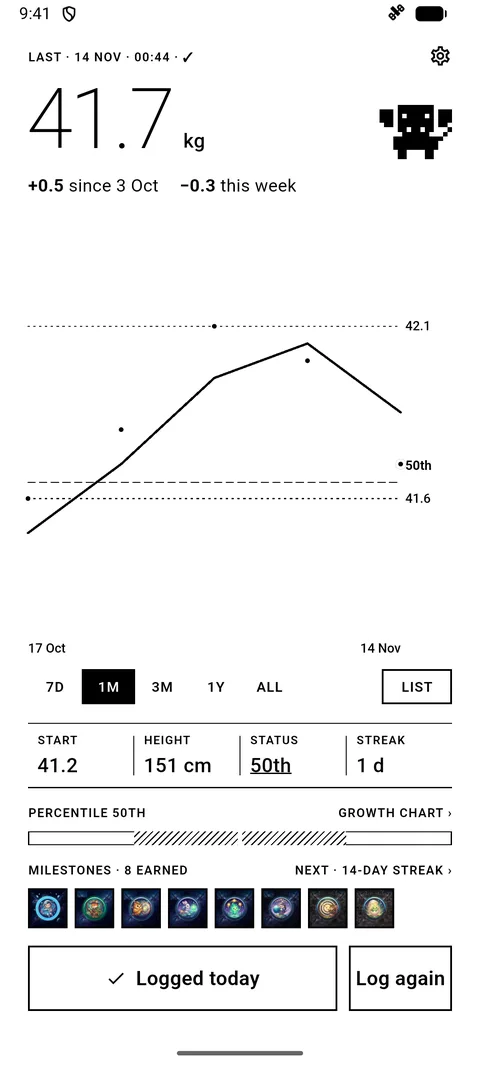 9:41
LAST · 14 NOV · 00:44 · ✓
41.7 kg
+0.5 since 3 Oct −0.3 this week
42.1
50th
41.6
17 Oct 14 Nov
7D 1M 3M 1Y ALL LIST
START HEIGHT STATUS STREAK
41.2 151 cm 50th 1 d
PERCENTILE 50TH GROWTH CHART ›
MILESTONES · 8 EARNED NEXT · 14-DAY STREAK ›
✓ Logged today Log again